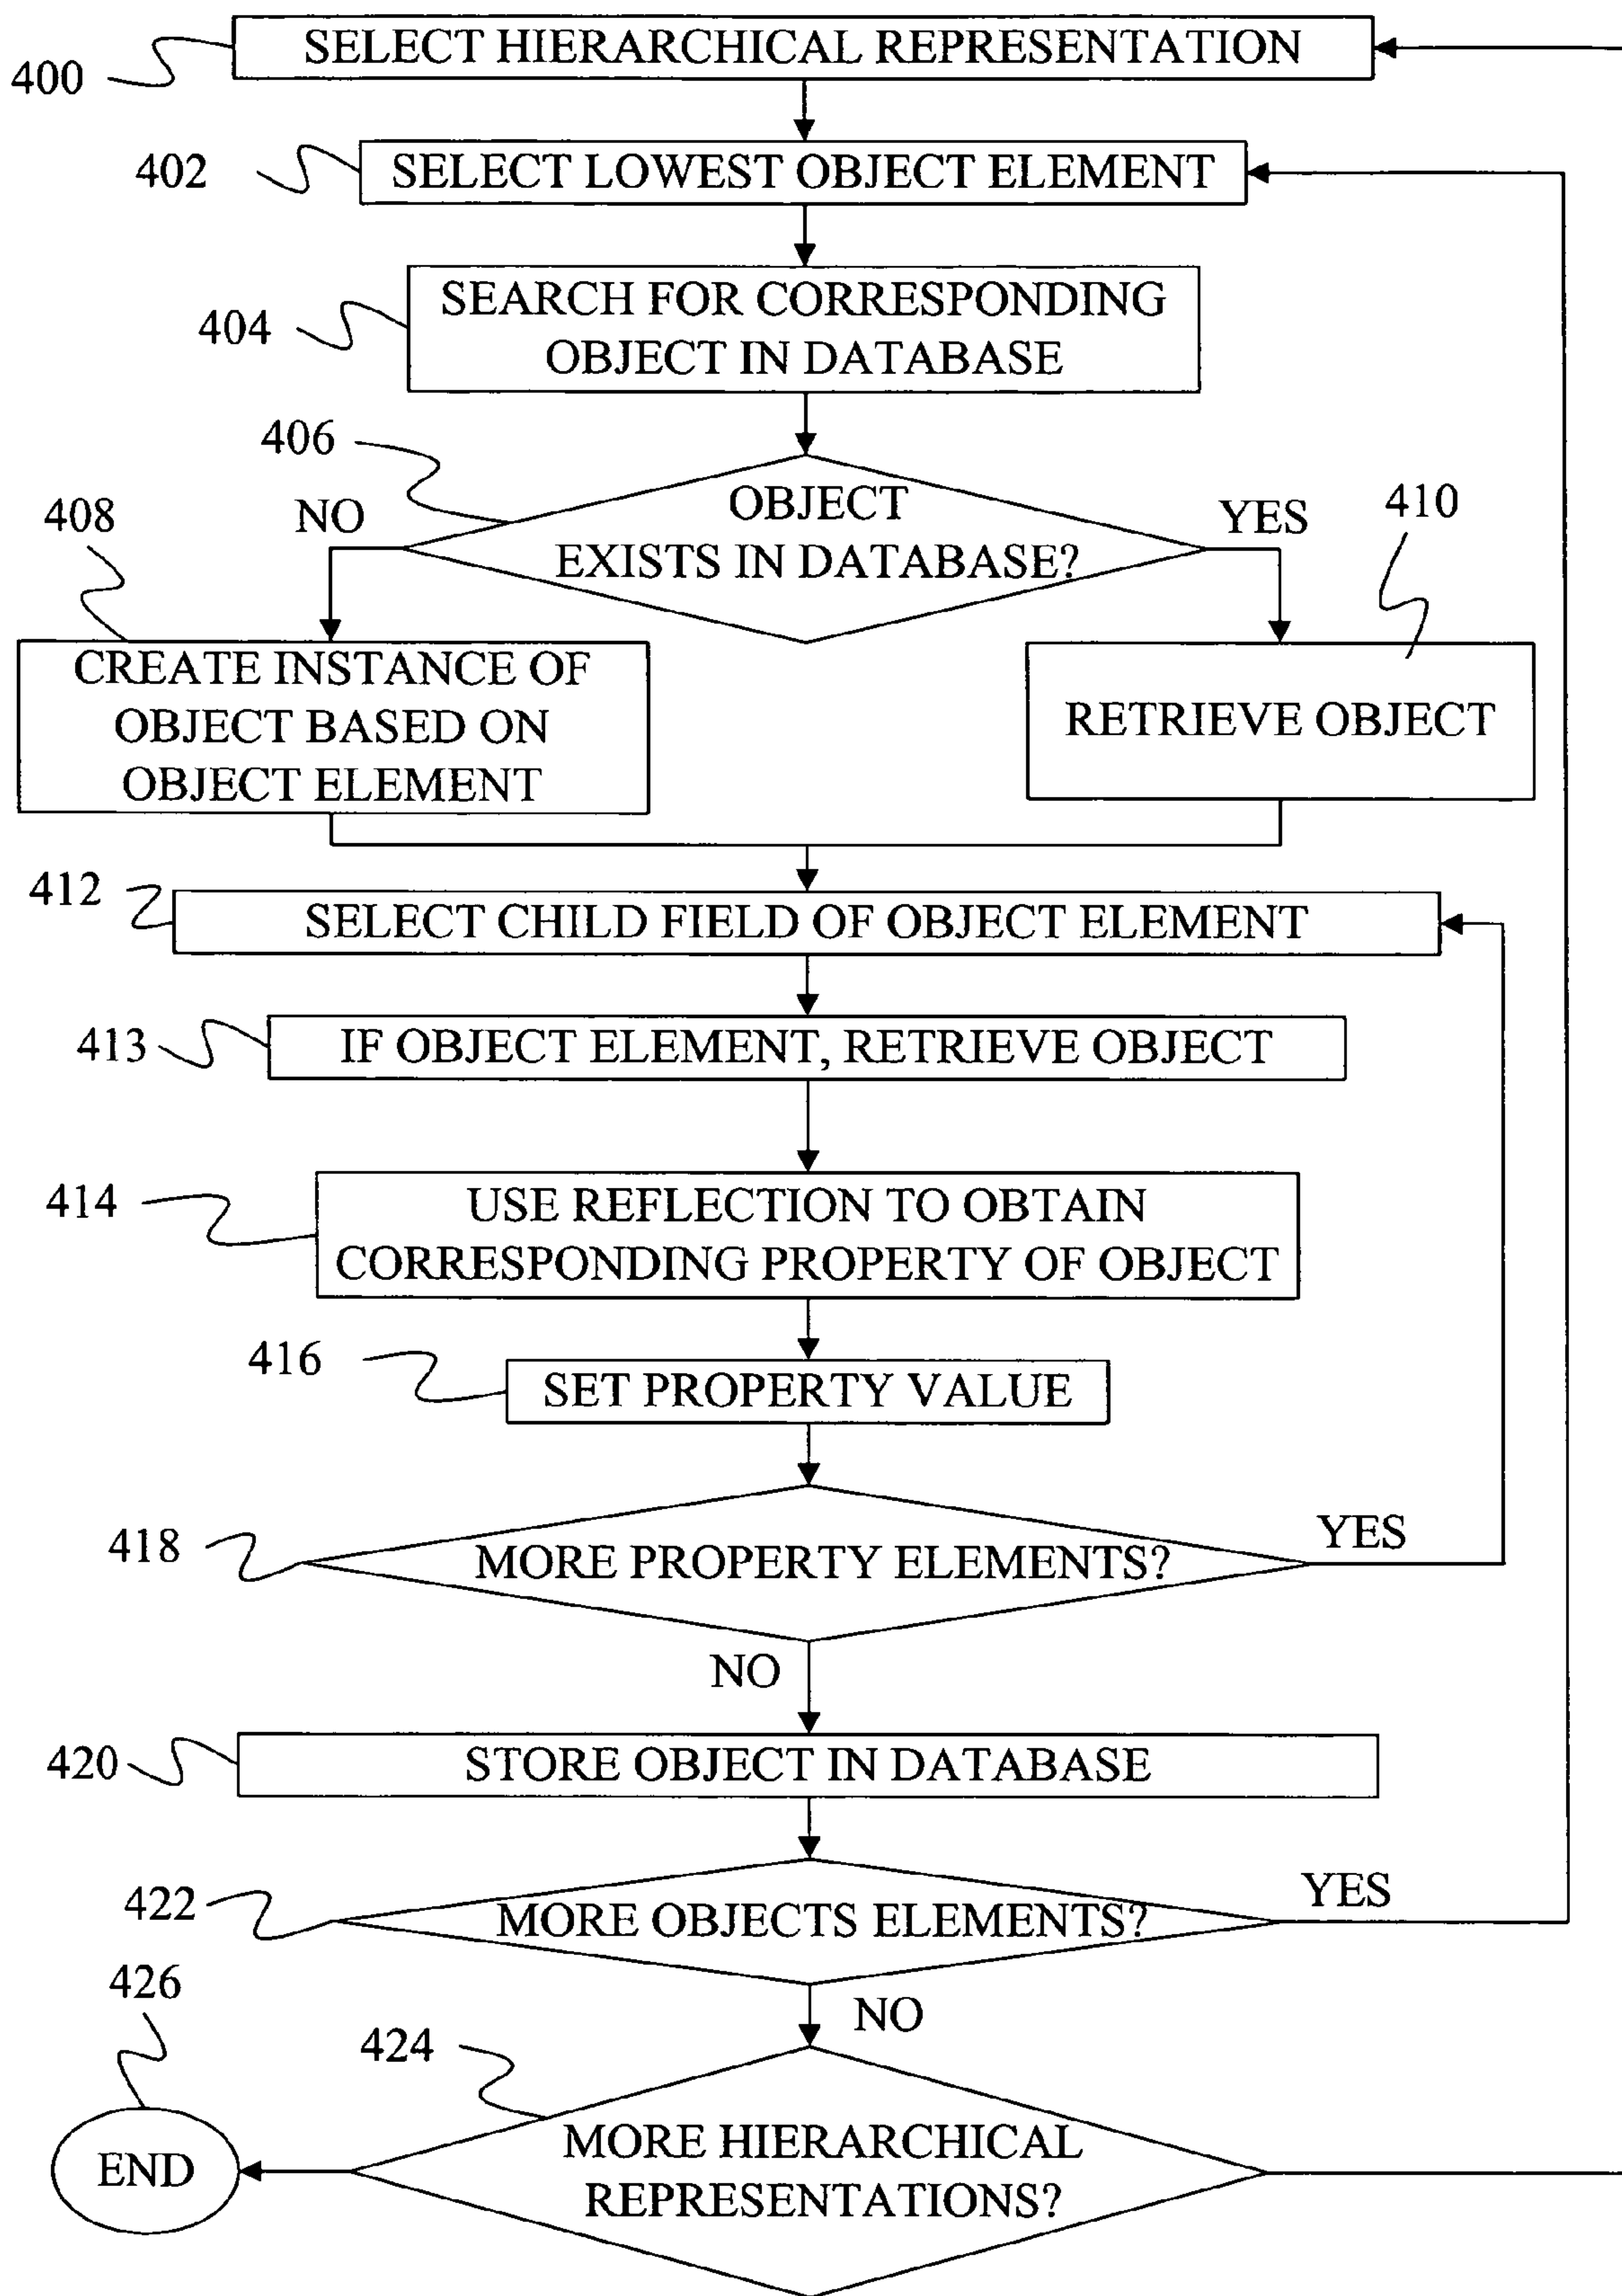 SELECT HIERARCHICAL REPRESENTATION
400
402
SELECT LOWEST OBJECT ELEMENT
404
SEARCH FOR CORRESPONDING
OBJECT IN DATABASE
406
408
NO
OBJECT
EXISTS IN DATABASE?
YES
410
CREATE INSTANCE OF
OBJECT BASED ON
OBJECT ELEMENT
RETRIEVE OBJECT
412
SELECT CHILD FIELD OF OBJECT ELEMENT
413
IF OBJECT ELEMENT, RETRIEVE OBJECT
414
USE REFLECTION TO OBTAIN
CORRESPONDING PROPERTY OF OBJECT
416
SET PROPERTY VALUE
418
MORE PROPERTY ELEMENTS?
YES
NO
420
STORE OBJECT IN DATABASE
422
MORE OBJECTS ELEMENTS?
YES
426
NO
424
END
MORE HIERARCHICAL
REPRESENTATIONS?